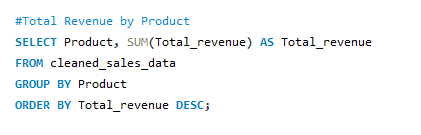 #Total Revenue by Product
SELECT Product, SUM(Total_revenue) AS Total_revenue
FROM cleaned_sales_data
GROUP BY Product
ORDER BY Total_revenue DESC;